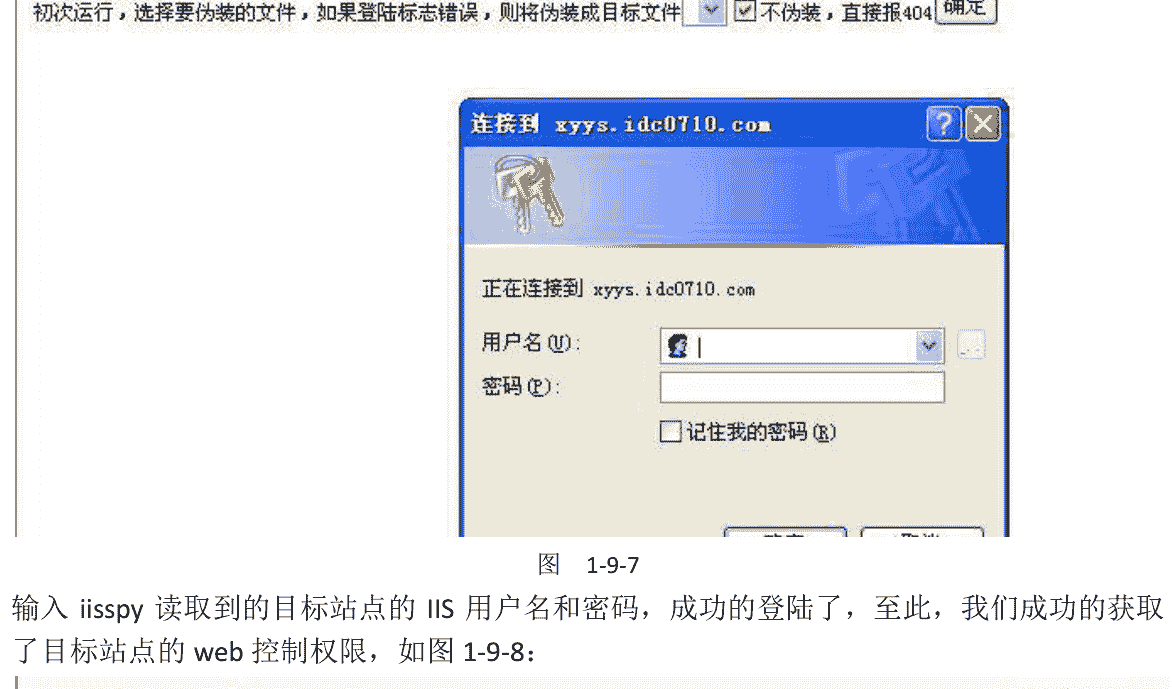 初次运行，选择要伪装的文件，如果登陆标志错误，则将伪装成目标文件 不伪装，直接报404 确定
连接到 xyys.idc0710.com
正在连接到 xyys.idc0710.com
用户名(U)：
密码(P)：
记住我的密码(R)
确定 取消
图 1-9-7
输入 iisspy 读取到的目标站点的 IIS 用户名和密码，成功的登陆了，至此，我们成功的获取
了目标站点的 web 控制权限，如图 1-9-8：